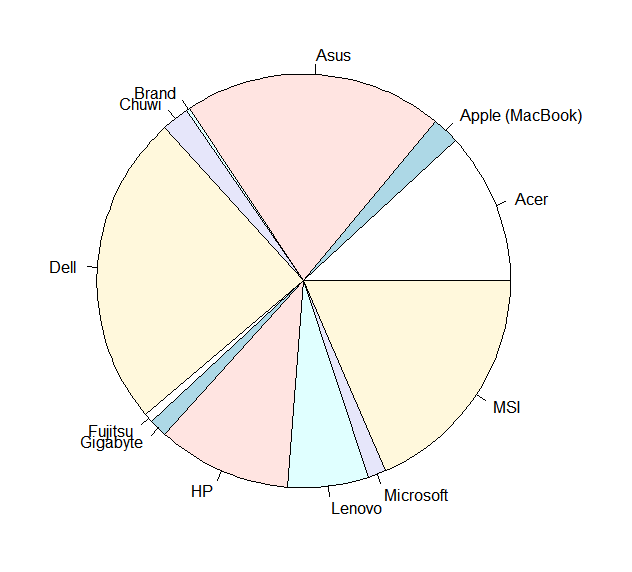 Asus
Brand
Chuwi
Apple (MacBook)
Acer
Dell
MSI
Fujitsu
Gigabyte
HP
Microsoft
Lenovo